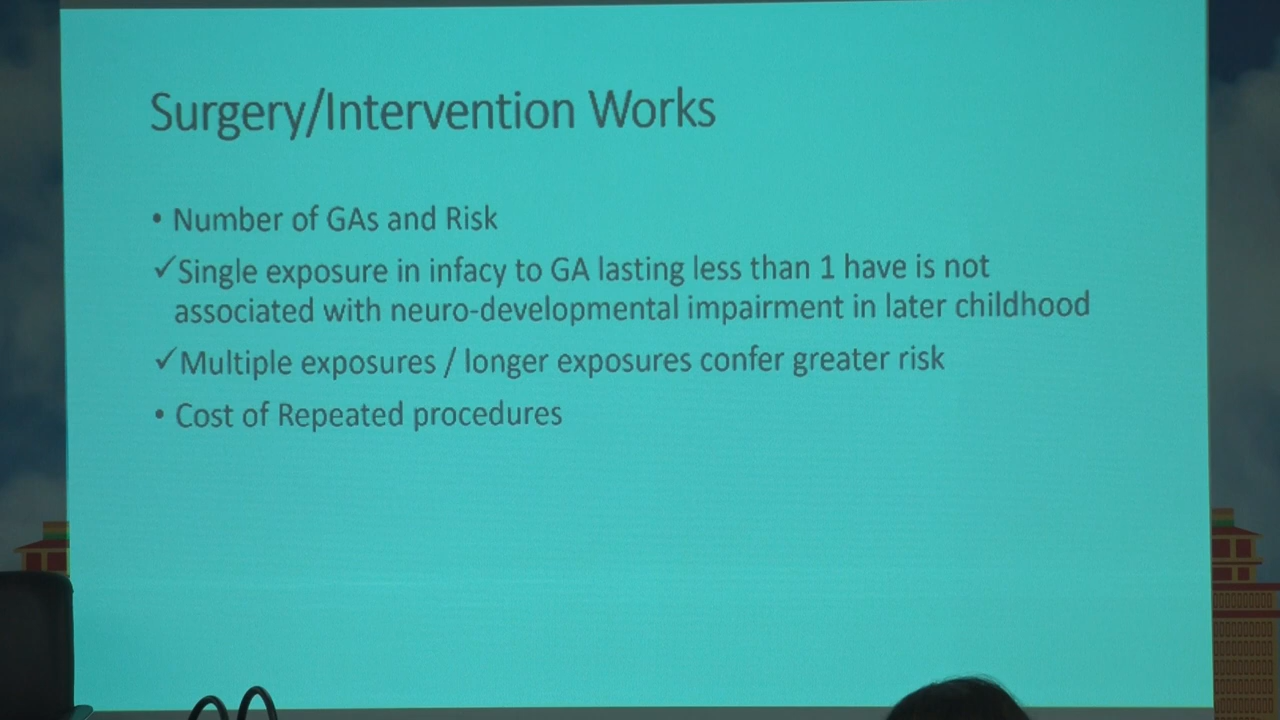 Surgery/Intervention Works
• Number of GAs and Risk
✓Single exposure in infacy to GA lasting less than 1 have is not
associated with neuro-developmental impairment in later childhood
✓Multiple exposures / longer exposures confer greater risk
• Cost of Repeated procedures